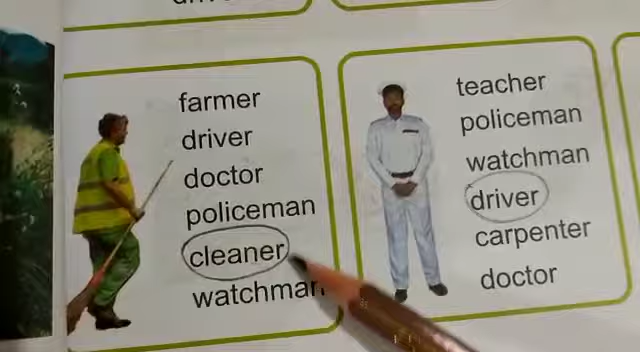 farmer
driver
doctor
policeman
cleaner
watchman
teacher
policeman
watchman
driver
carpenter
doctor